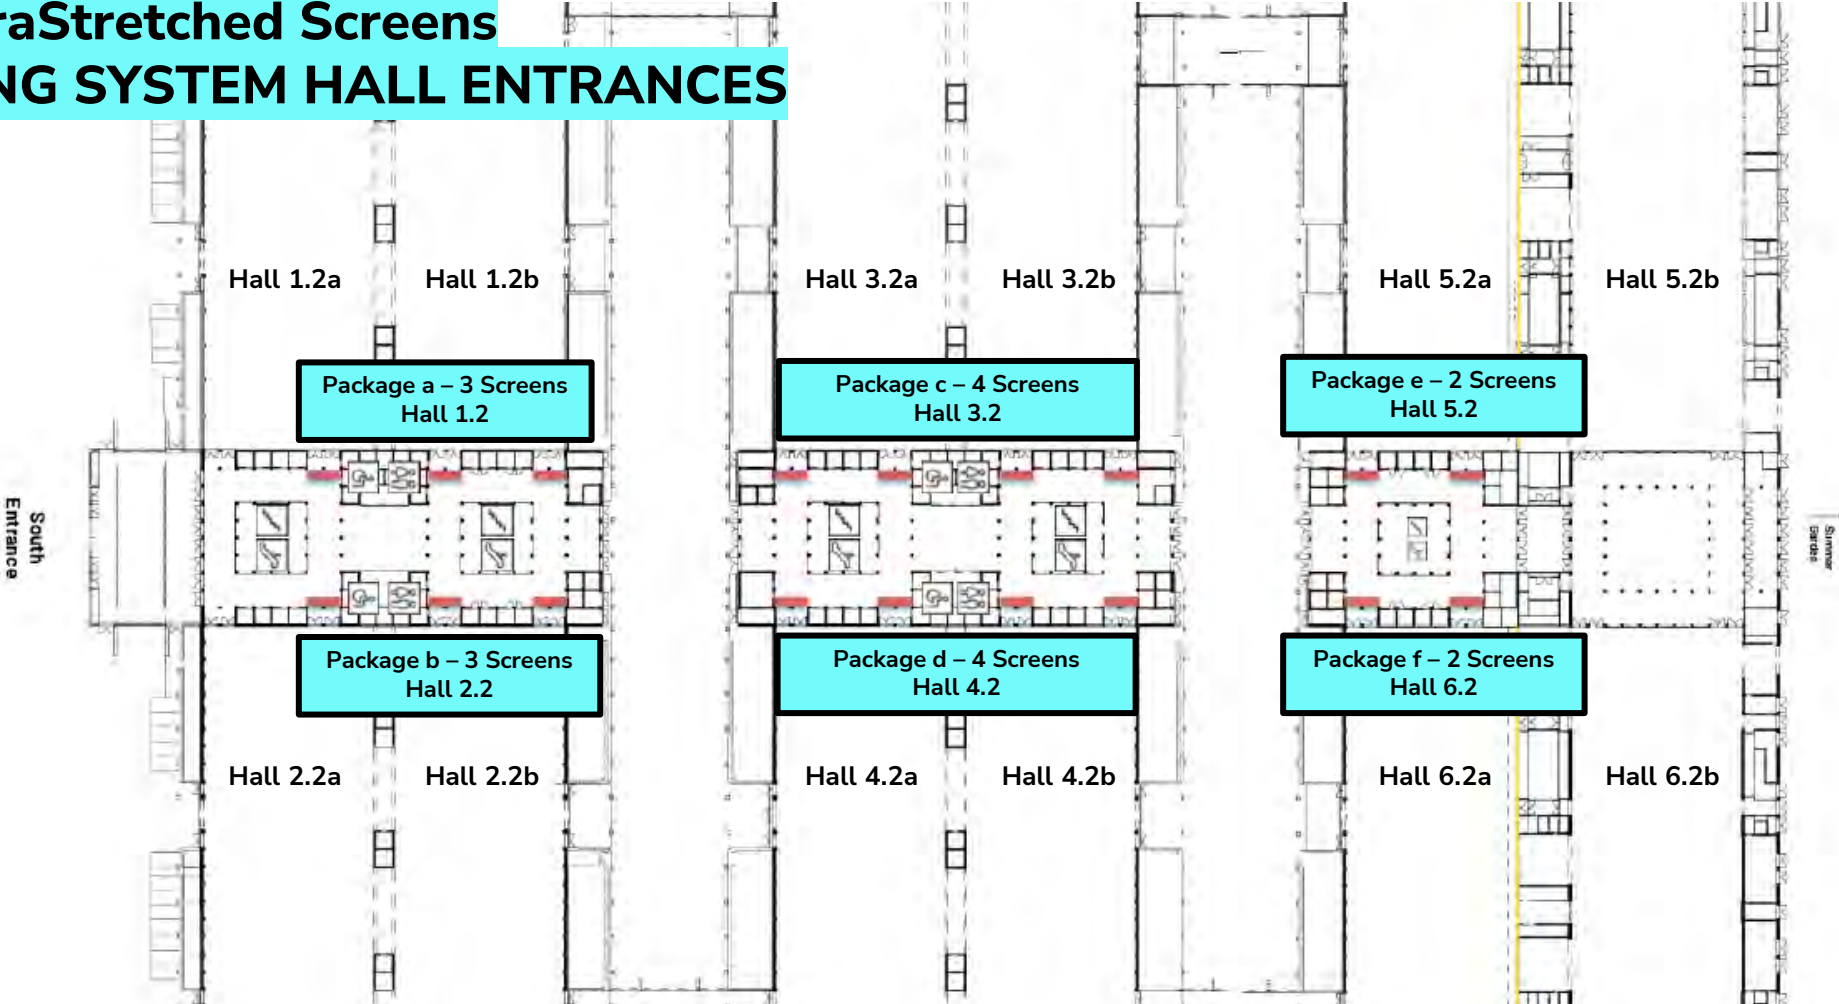 raStretched Screens
NG SYSTEM HALL ENTRANCES
Hall 1.2a
Hall 1.2b
Hall 3.2a
Hall 3.2b
Hall 5.2a
Hall 5.2b
Package a – 3 Screens
Hall 1.2
Package c – 4 Screens
Hall 3.2
Package e – 2 Screens
Hall 5.2
South
Entrance
Summer
Garden
Package b – 3 Screens
Hall 2.2
Package d – 4 Screens
Hall 4.2
Package f – 2 Screens
Hall 6.2
Hall 2.2a
Hall 2.2b
Hall 4.2a
Hall 4.2b
Hall 6.2a
Hall 6.2b